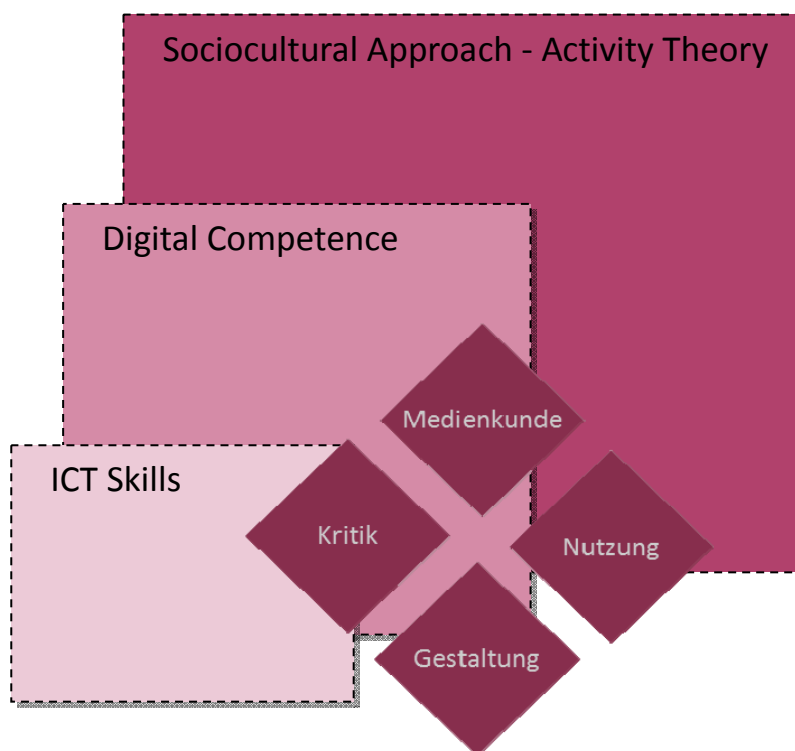 Sociocultural Approach - Activity Theory
Digital Competence
Medienkunde
ICT Skills
Kritik
Nutzung
Gestaltung